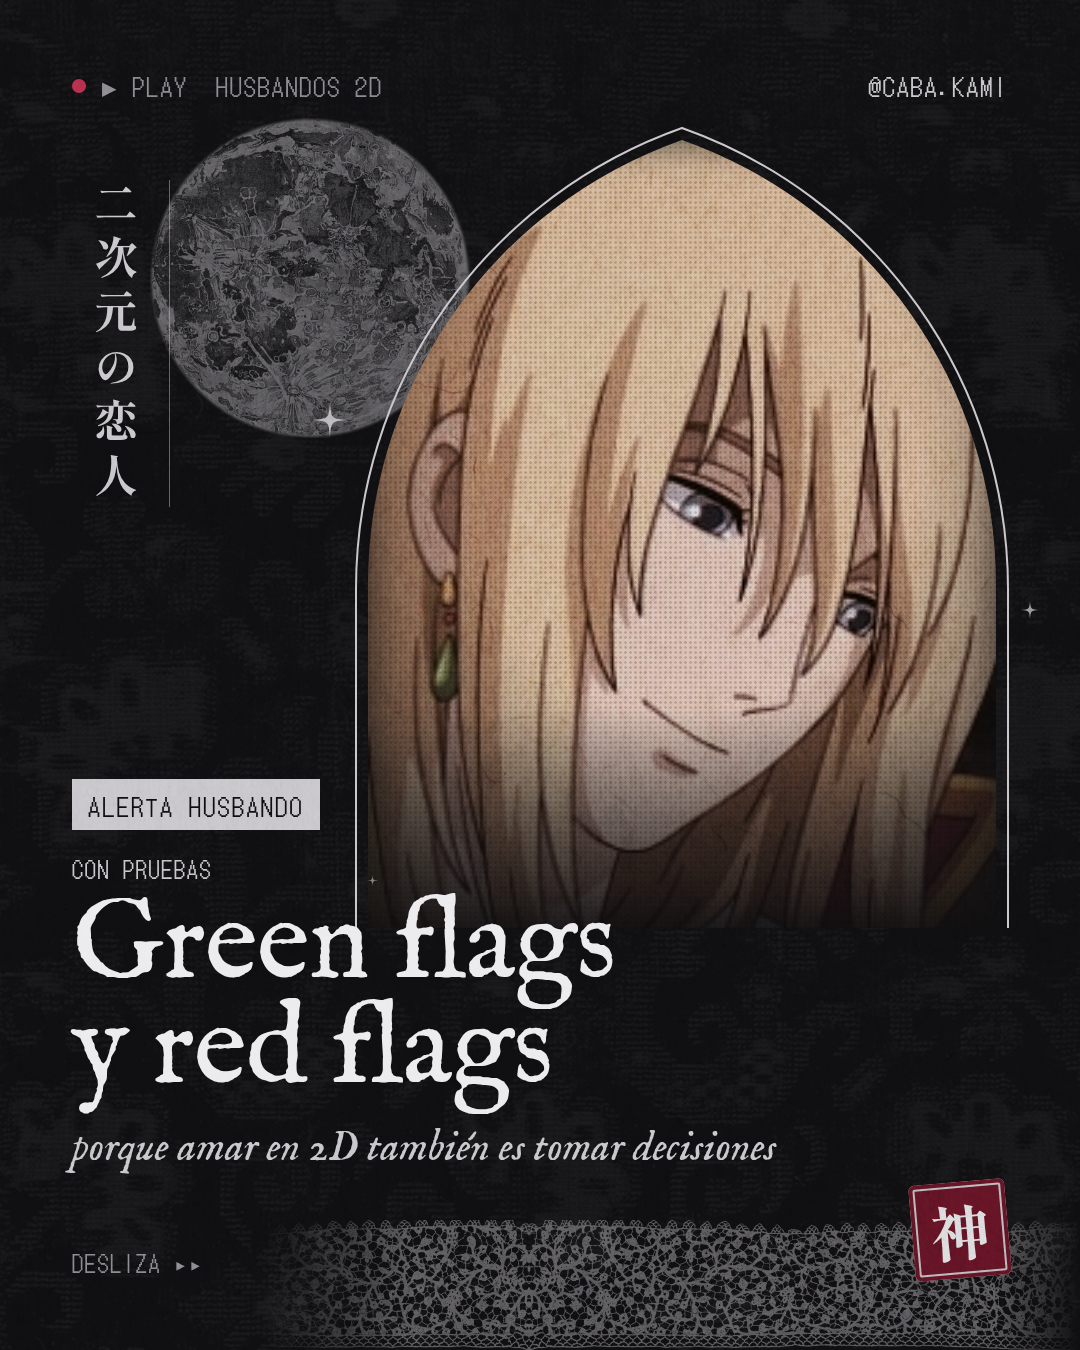 ▶ PLAY HUSBANDOS 2D
@CABA.KAMI
二次元の恋人
ALERTA HUSBANDO
CON PRUEBAS
Green flags
y red flags
porque amar en 2D también es tomar decisiones
神
DESLIZA ▸▸